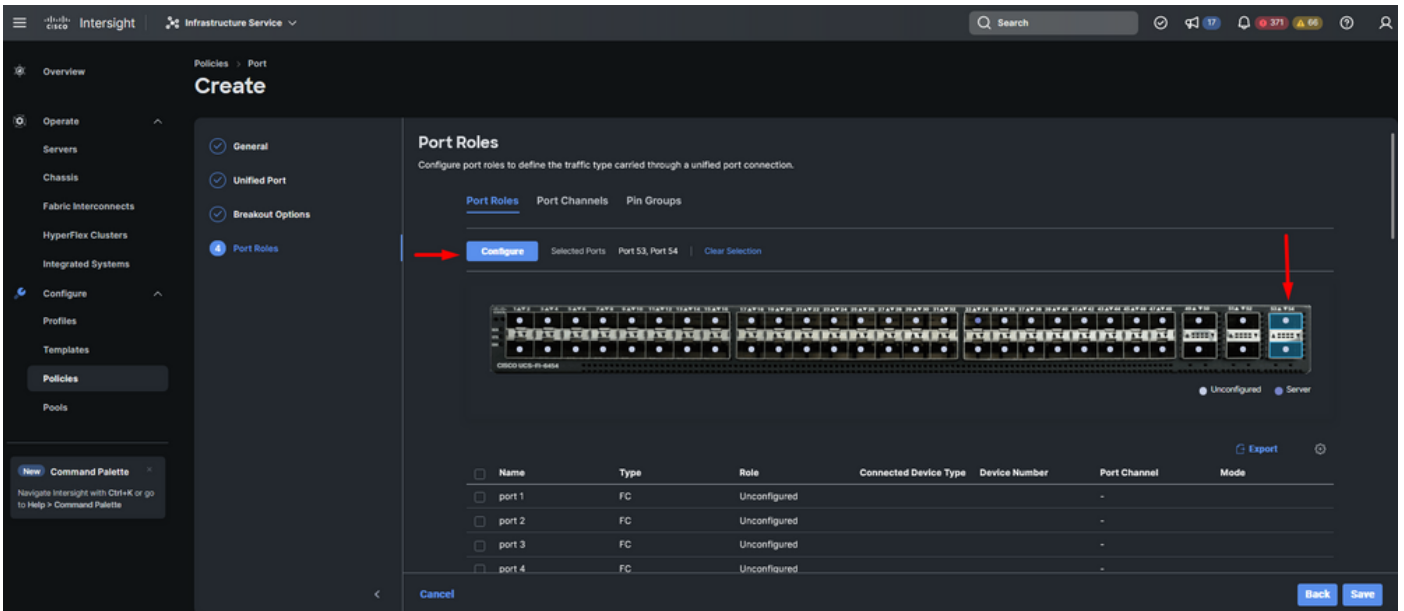 cisco Intersight Infrastructure Service Search 17 371 66
Policies > Port
Create
Overview
Operate
Servers
Chassis
Fabric Interconnects
HyperFlex Clusters
Integrated Systems
Configure
Profiles
Templates
Policies
Pools
New Command Palette
Navigate Intersight with Ctrl+K or go
to Help > Command Palette
General
Unified Port
Breakout Options
4 Port Roles
Port Roles
Configure port roles to define the traffic type carried through a unified port connection.
Port Roles Port Channels Pin Groups
Configure Selected Ports Port 53, Port 54 Clear Selection
CISCO UCS-FI-6454
Unconfigured Server
Export
Name Type Role Connected Device Type Device Number Port Channel Mode
port 1 FC Unconfigured -
port 2 FC Unconfigured -
port 3 FC Unconfigured -
port 4 FC Unconfigured -
Cancel Back Save